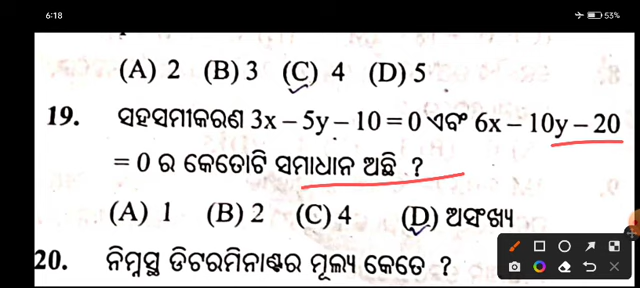 6:18
53%
(A) 2 (B) 3 (C) 4 (D) 5
19. ସହସମୀକରଣ 3x – 5y – 10 = 0 ଏବଂ 6x – 10y – 20
= 0 ର କେତୋଟି ସମାଧାନ ଅଛି ?
(A) 1 (B) 2 (C) 4 (D) ଅସଂଖ୍ୟ
20. ନିମ୍ନସ୍ଥ ଡିଟରମିନାଣ୍ଟର ମୂଲ୍ୟ କେତେ ?